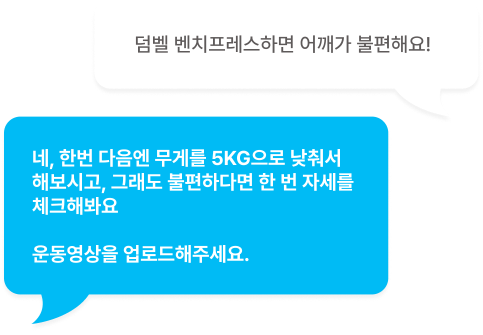 덤벨 벤치프레스하면 어깨가 불편해요!
네, 한번 다음엔 무게를 5KG으로 낮춰서
해보시고, 그래도 불편하다면 한 번 자세를
체크해봐요
운동영상을 업로드해주세요.